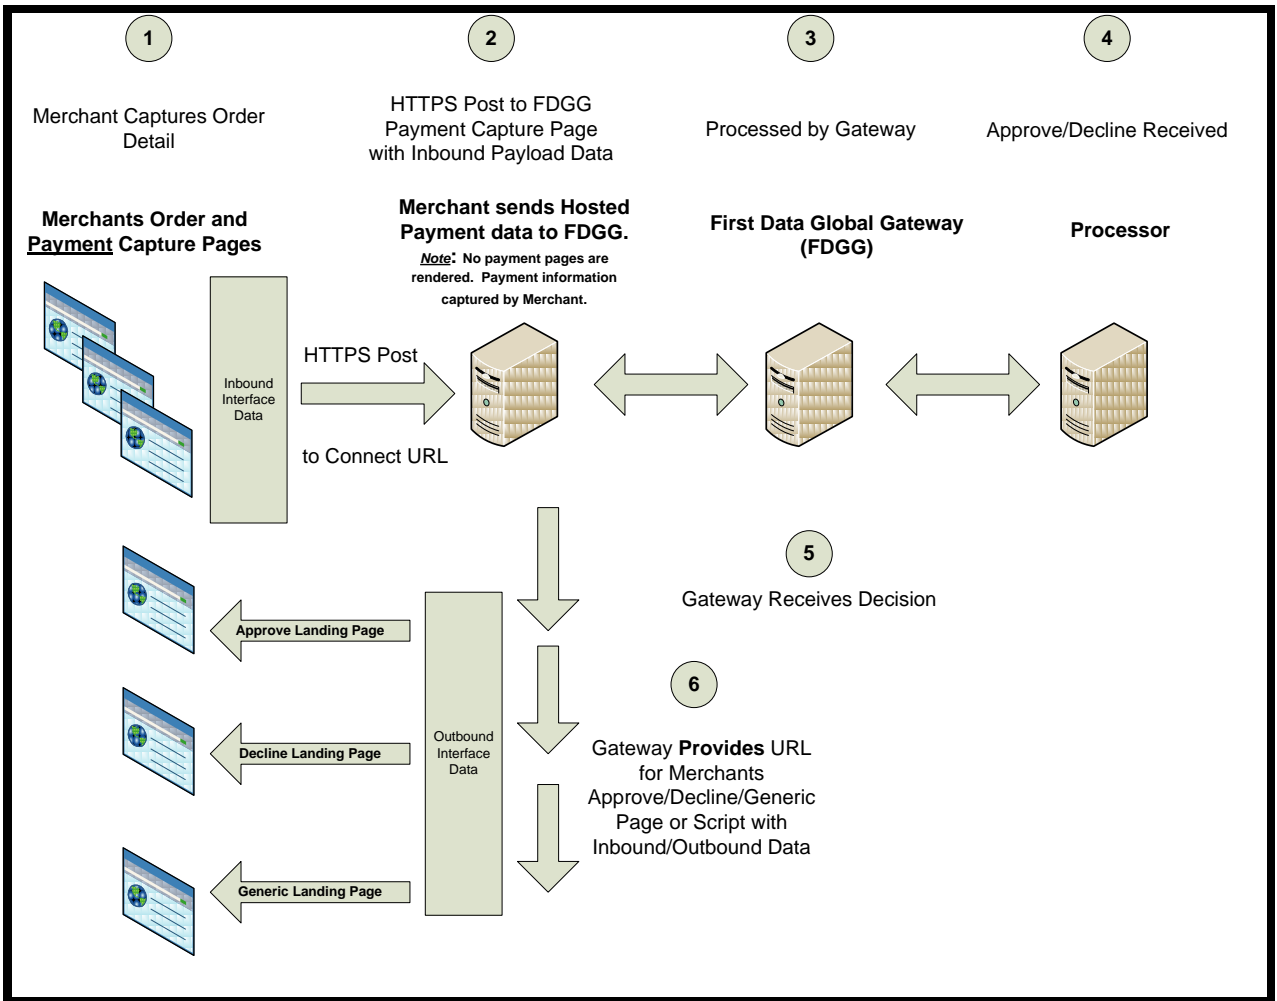 1
2
3
4
Merchant Captures Order
Detail
HTTPS Post to FDGG
Payment Capture Page
with Inbound Payload Data
Processed by Gateway
Approve/Decline Received
Merchants Order and
Payment Capture Pages
Merchant sends Hosted
Payment data to FDGG.
Note: No payment pages are
rendered. Payment information
captured by Merchant.
First Data Global Gateway
(FDGG)
Processor
Inbound
Interface
Data
HTTPS Post
to Connect URL
5
Gateway Receives Decision
Approve Landing Page
Decline Landing Page
Generic Landing Page
Outbound
Interface
Data
6
Gateway Provides URL
for Merchants
Approve/Decline/Generic
Page or Script with
Inbound/Outbound Data